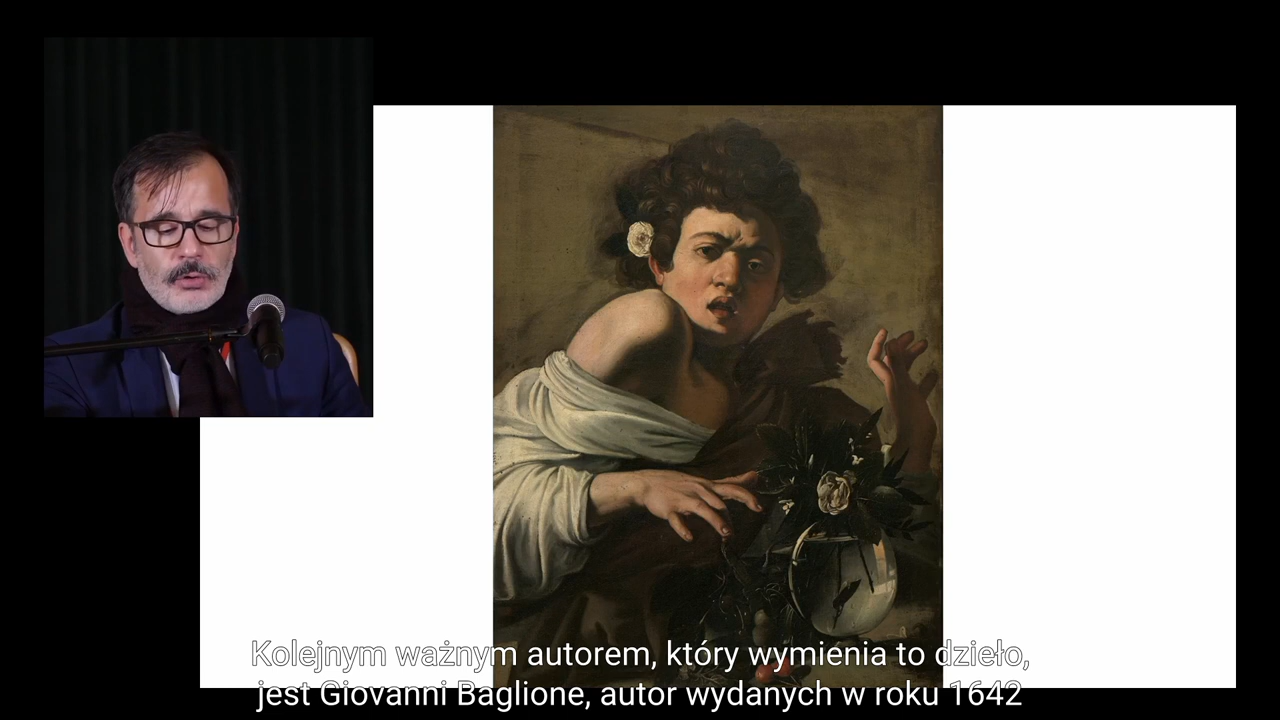 Kolejnym ważnym autorem, który wymienia to dzieło,
jest Giovanni Baglione, autor wydanych w roku 1642